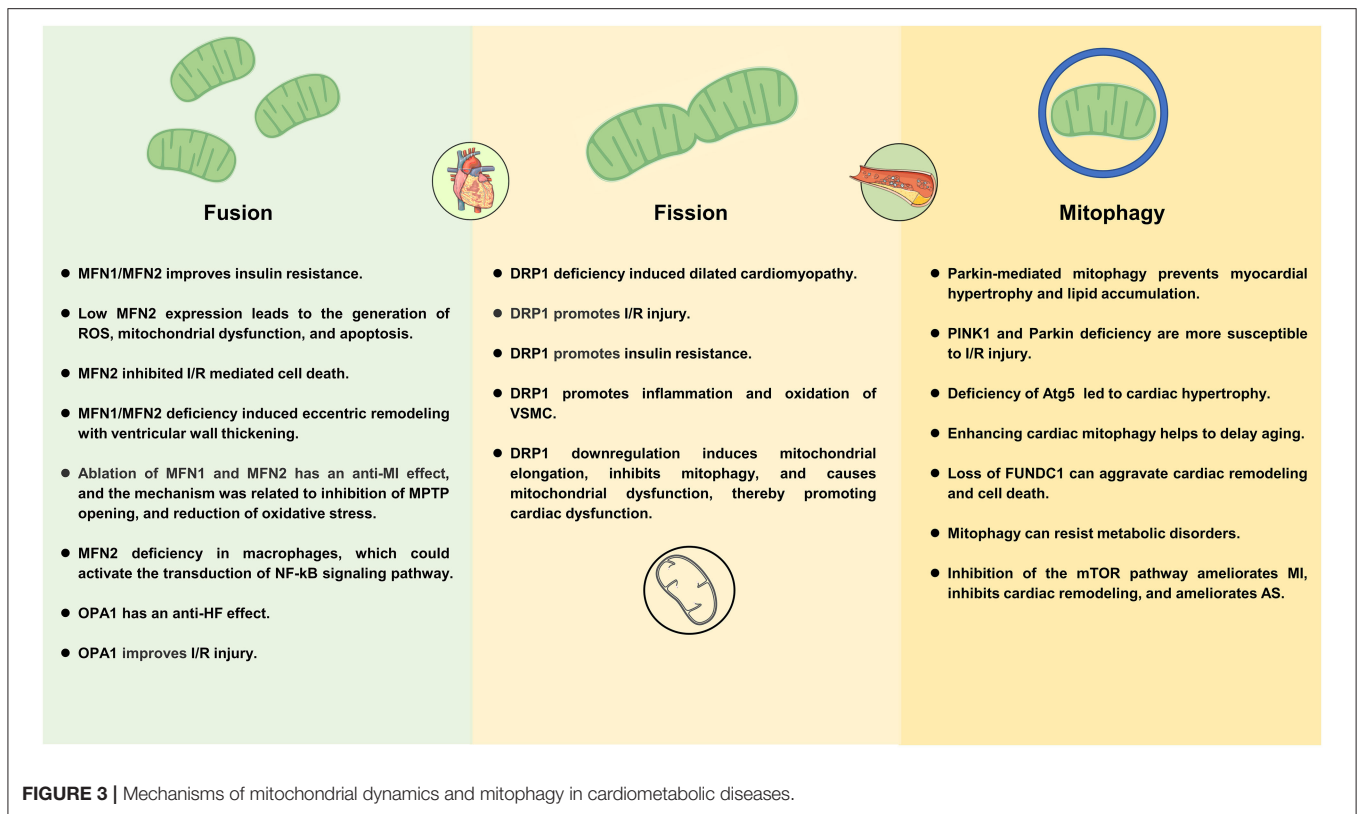 Fusion
● MFN1/MFN2 improves insulin resistance.
● Low MFN2 expression leads to the generation of
ROS, mitochondrial dysfunction, and apoptosis.
● MFN2 inhibited I/R mediated cell death.
● MFN1/MFN2 deficiency induced eccentric remodeling
with ventricular wall thickening.
● Ablation of MFN1 and MFN2 has an anti-MI effect,
and the mechanism was related to inhibition of MPTP
opening, and reduction of oxidative stress.
● MFN2 deficiency in macrophages, which could
activate the transduction of NF-kB signaling pathway.
● OPA1 has an anti-HF effect.
● OPA1 improves I/R injury.
Fission
● DRP1 deficiency induced dilated cardiomyopathy.
● DRP1 promotes I/R injury.
● DRP1 promotes insulin resistance.
● DRP1 promotes inflammation and oxidation of
VSMC.
● DRP1 downregulation induces mitochondrial
elongation, inhibits mitophagy, and causes
mitochondrial dysfunction, thereby promoting
cardiac dysfunction.
Mitophagy
● Parkin-mediated mitophagy prevents myocardial
hypertrophy and lipid accumulation.
● PINK1 and Parkin deficiency are more susceptible
to I/R injury.
● Deficiency of Atg5 led to cardiac hypertrophy.
● Enhancing cardiac mitophagy helps to delay aging.
● Loss of FUNDC1 can aggravate cardiac remodeling
and cell death.
● Mitophagy can resist metabolic disorders.
● Inhibition of the mTOR pathway ameliorates MI,
inhibits cardiac remodeling, and ameliorates AS.
FIGURE 3 | Mechanisms of mitochondrial dynamics and mitophagy in cardiometabolic diseases.